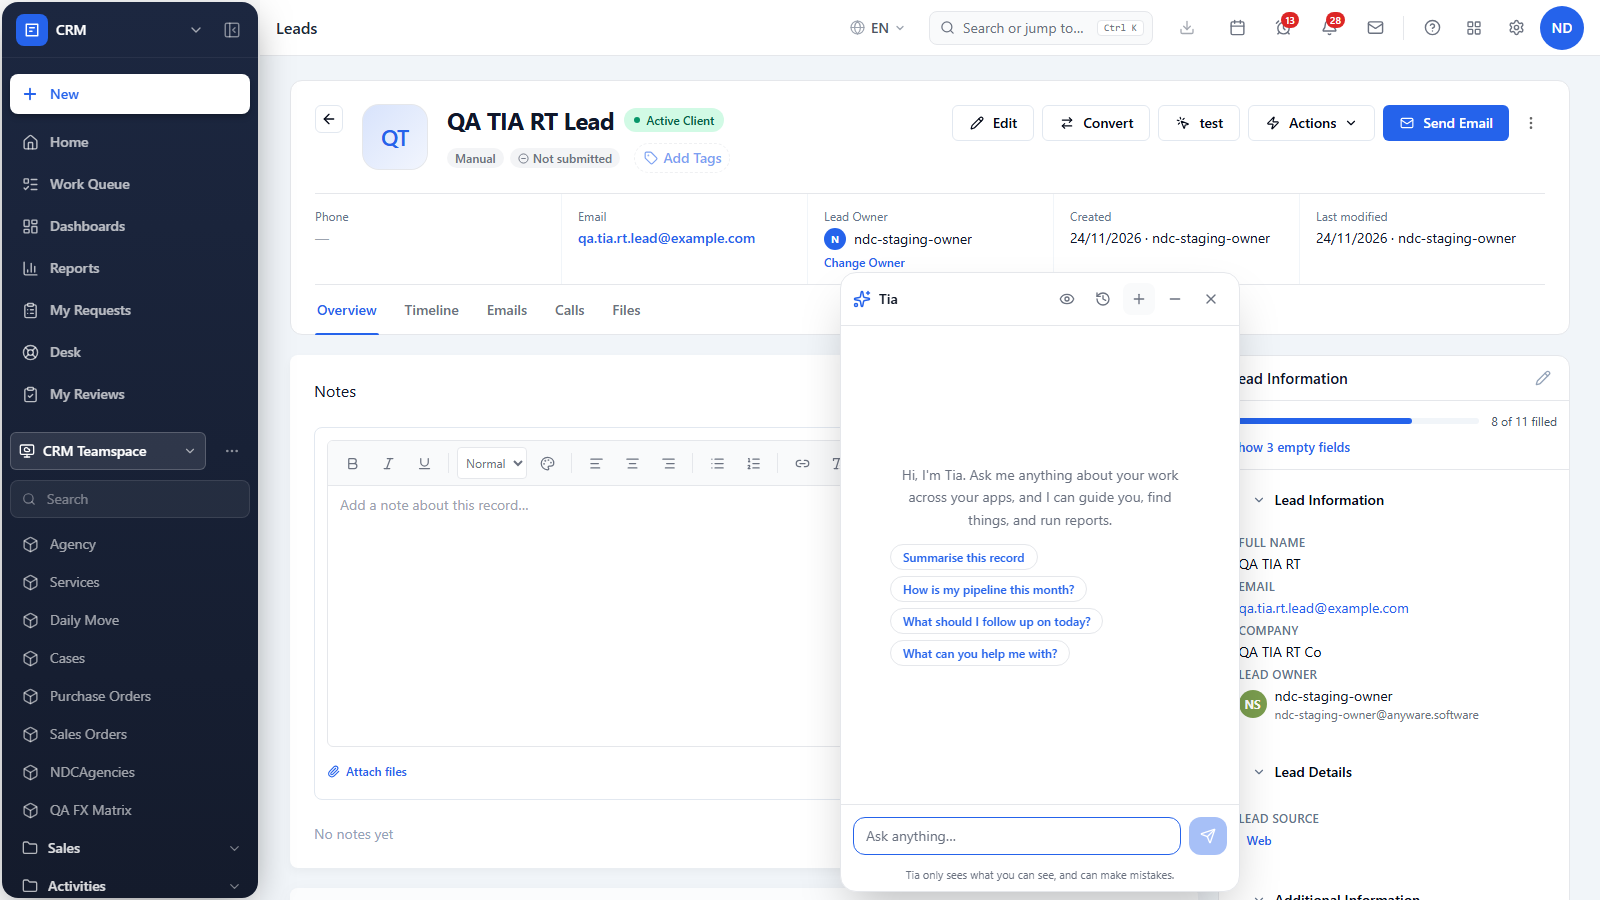 CRM
New
Home
Work Queue
Dashboards
Reports
My Requests
Desk
My Reviews
CRM Teamspace
Search
Agency
Services
Daily Move
Cases
Purchase Orders
Sales Orders
NDCAgencies
QA FX Matrix
Sales
Activities
Leads
EN
Search or jump to...
Ctrl K
13
28
ND
QT
QA TIA RT Lead
Active Client
Manual
Not submitted
Add Tags
Edit
Convert
test
Actions
Send Email
Phone
—
Email
qa.tia.rt.lead@example.com
Lead Owner
N ndc-staging-owner
Change Owner
Created
24/11/2026 · ndc-staging-owner
Last modified
24/11/2026 · ndc-staging-owner
Overview
Timeline
Emails
Calls
Files
Notes
Normal
Add a note about this record...
Attach files
No notes yet
Tia
Hi, I'm Tia. Ask me anything about your work
across your apps, and I can guide you, find
things, and run reports.
Summarise this record
How is my pipeline this month?
What should I follow up on today?
What can you help me with?
Ask anything...
Tia only sees what you can see, and can make mistakes.
ead Information
8 of 11 filled
how 3 empty fields
Lead Information
FULL NAME
QA TIA RT
EMAIL
qa.tia.rt.lead@example.com
COMPANY
QA TIA RT Co
LEAD OWNER
NS
ndc-staging-owner
ndc-staging-owner@anyware.software
Lead Details
LEAD SOURCE
Web
Additional Information